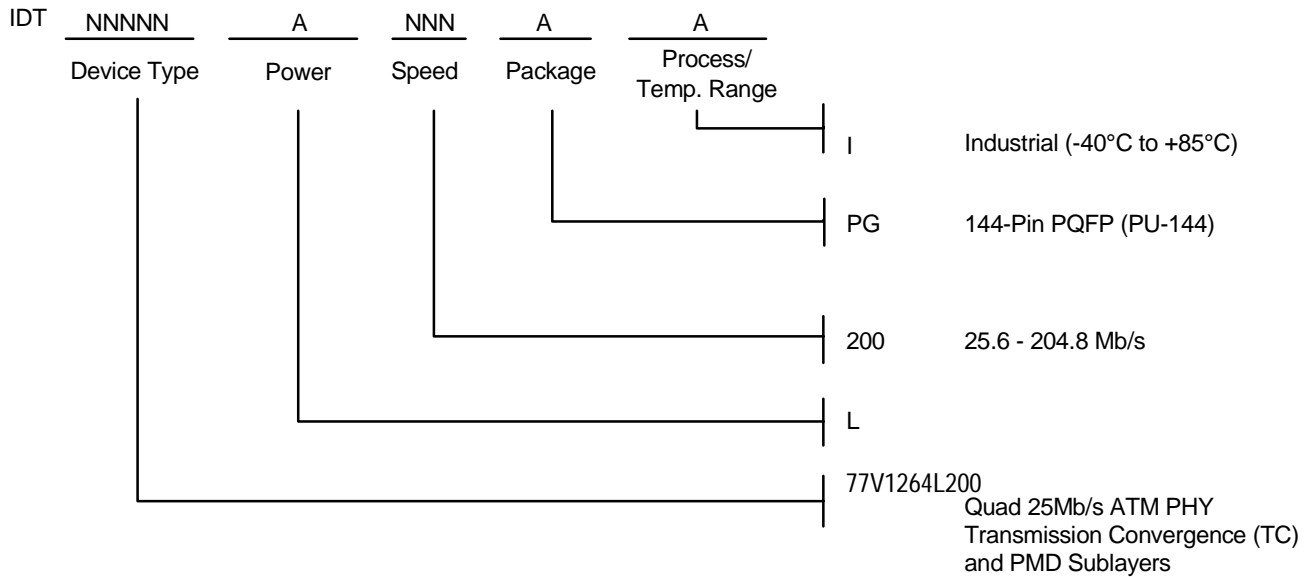 IDT NNNNN A NNN A A
Device Type Power Speed Package Process/
Temp. Range
I Industrial (-40°C to +85°C)
PG 144-Pin PQFP (PU-144)
200 25.6 - 204.8 Mb/s
L
77V1264L200
Quad 25Mb/s ATM PHY
Transmission Convergence (TC)
and PMD Sublayers